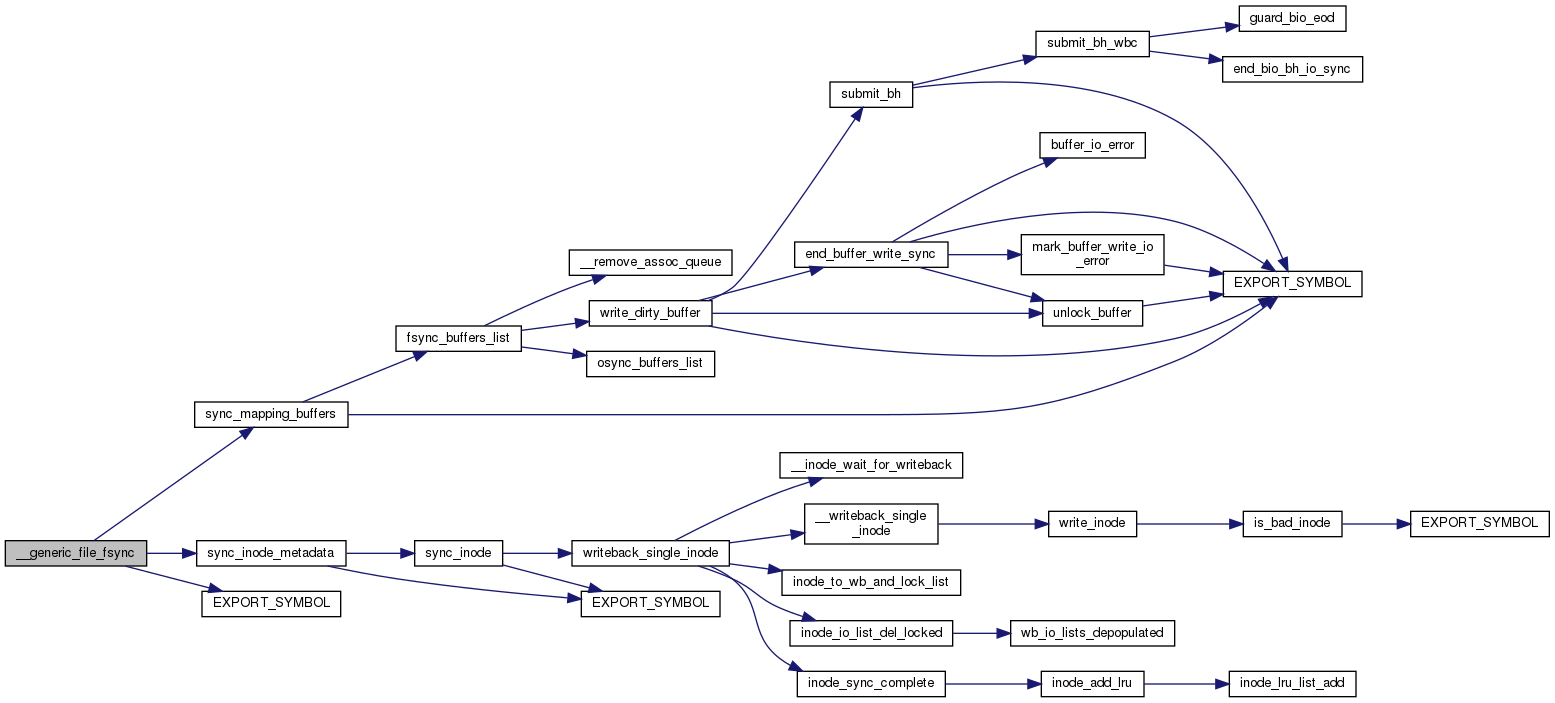 guard_bio_eod
submit_bh_wbc
end_bio_bh_io_sync
submit_bh
buffer_io_error
end_buffer_write_sync
mark_buffer_write_io
_error
__remove_assoc_queue
EXPORT_SYMBOL
write_dirty_buffer
unlock_buffer
fsync_buffers_list
osync_buffers_list
sync_mapping_buffers
__inode_wait_for_writeback
__writeback_single
_inode
write_inode
is_bad_inode
EXPORT_SYMBOL
__generic_file_fsync
sync_inode_metadata
sync_inode
writeback_single_inode
inode_to_wb_and_lock_list
EXPORT_SYMBOL
EXPORT_SYMBOL
inode_io_list_del_locked
wb_io_lists_depopulated
inode_sync_complete
inode_add_lru
inode_lru_list_add